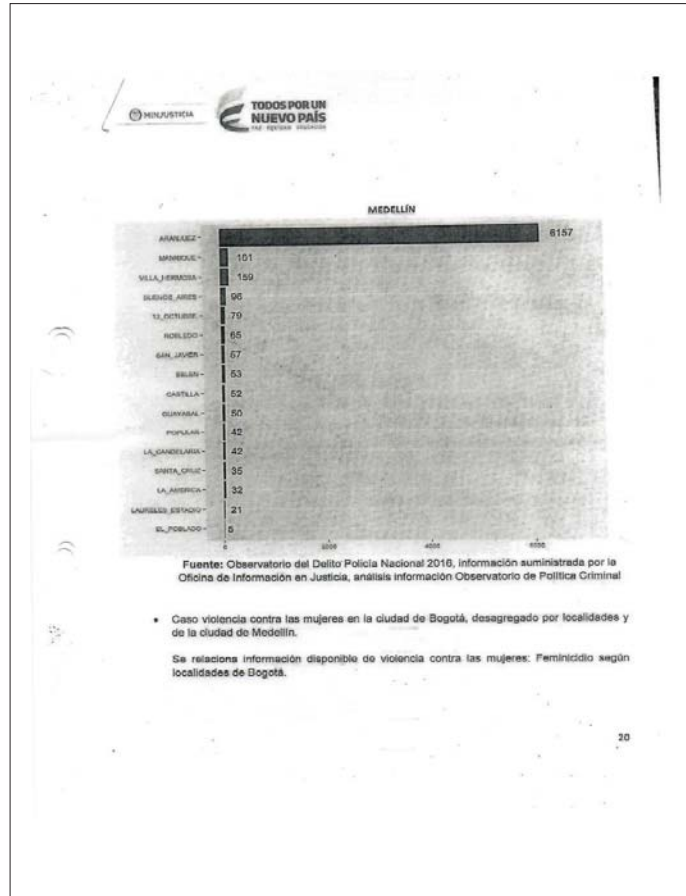 MINJUSTICIA
TODOS POR UN
NUEVO PAÍS
PAZ EQUIDAD EDUCACIÓN
MEDELLÍN
ARANJUEZ 6157
MANRIQUE 161
VILLA_HERMOSA 159
BUENOS_AIRES 96
12_OCTUBRE 79
ROBLEDO 65
SAN_JAVIER 57
BELEN 53
CASTILLA 52
GUAYABAL 50
POPULAR 42
LA_CANDELARIA 42
SANTA_CRUZ 35
LA_AMERICA 32
LAURELES_ESTADIO 21
EL_POBLADO 5
0 2000 4000 6000
Fuente: Observatorio del Delito Policía Nacional 2016, información suministrada por la
Oficina de Información en Justicia, análisis información Observatorio de Política Criminal
• Caso violencia contra las mujeres en la ciudad de Bogotá, desagregado por localidades y
de la ciudad de Medellín.
Se relaciona información disponible de violencia contra las mujeres: Feminicidio según
localidades de Bogotá.
20